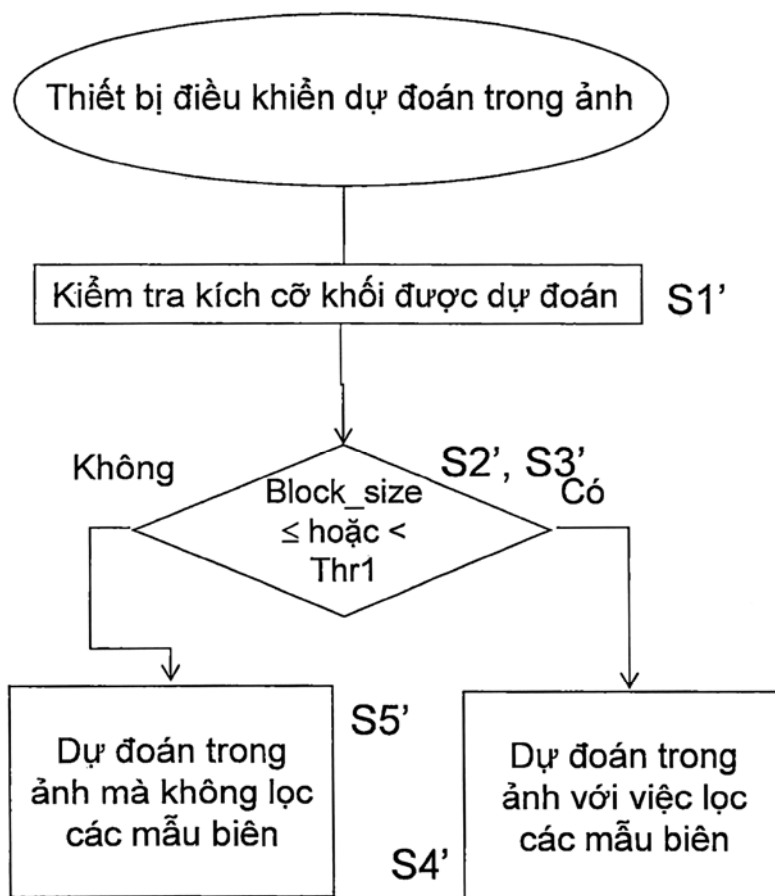 Thiết bị điều khiển dự đoán trong ảnh
Kiểm tra kích cỡ khối được dự đoán
S1’
Không
S2’, S3’
Có
Block_size
≤ hoặc <
Thr1
Dự đoán trong
ảnh mà không lọc
các mẫu biên
S5’
Dự đoán trong
ảnh với việc lọc
các mẫu biên
S4’